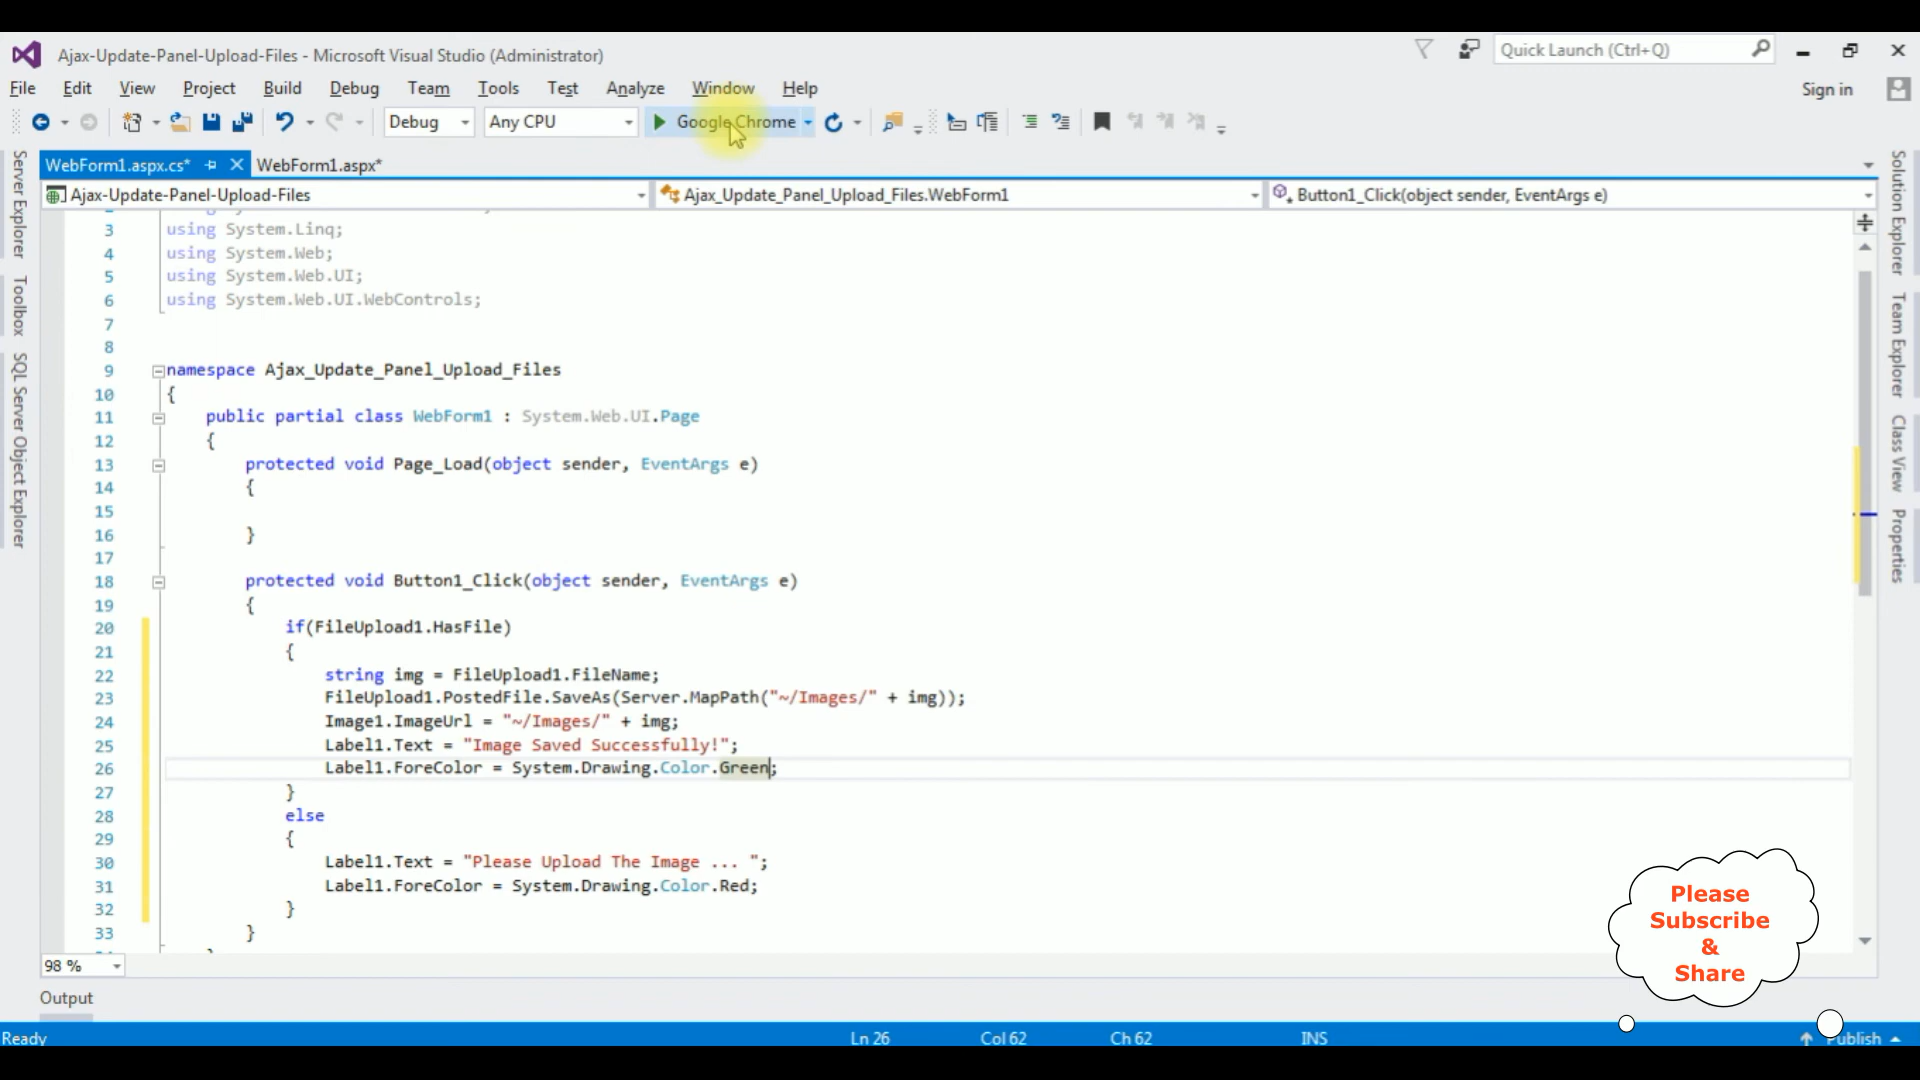 Ajax-Update-Panel-Upload-Files - Microsoft Visual Studio (Administrator)
Quick Launch (Ctrl+Q)
File Edit View Project Build Debug Team Tools Test Analyze Window Help
Sign in
Debug Any CPU Google Chrome
WebForm1.aspx.cs* WebForm1.aspx*
Ajax-Update-Panel-Upload-Files Ajax_Update_Panel_Upload_Files.WebForm1 Button1_Click(object sender, EventArgs e)
Server Explorer
Toolbox
SQL Server Object Explorer
3 using System.Linq;
4 using System.Web;
5 using System.Web.UI;
6 using System.Web.UI.WebControls;
7
8
9 namespace Ajax_Update_Panel_Upload_Files
10 {
11 public partial class WebForm1 : System.Web.UI.Page
12 {
13 protected void Page_Load(object sender, EventArgs e)
14 {
15
16 }
17
18 protected void Button1_Click(object sender, EventArgs e)
19 {
20 if(FileUpload1.HasFile)
21 {
22 string img = FileUpload1.FileName;
23 FileUpload1.PostedFile.SaveAs(Server.MapPath("~/Images/" + img));
24 Image1.ImageUrl = "~/Images/" + img;
25 Label1.Text = "Image Saved Successfully!";
26 Label1.ForeColor = System.Drawing.Color.Green;
27 }
28 else
29 {
30 Label1.Text = "Please Upload The Image ... ";
31 Label1.ForeColor = System.Drawing.Color.Red;
32 }
33 }
Solution Explorer
Team Explorer
Class View
Properties
Please
Subscribe
&
Share
98 %
Output
Ready Ln 26 Col 62 Ch 62 INS Publish